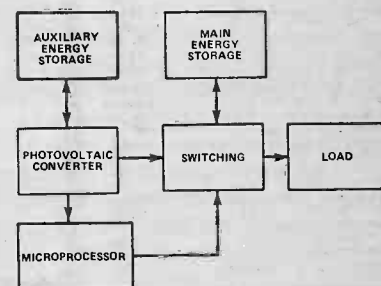 AUXILIARY
ENERGY
STORAGE
MAIN
ENERGY
STORAGE
PHOTOVOLTAIC
CONVERTER
SWITCHING
LOAD
MICROPROCESSOR